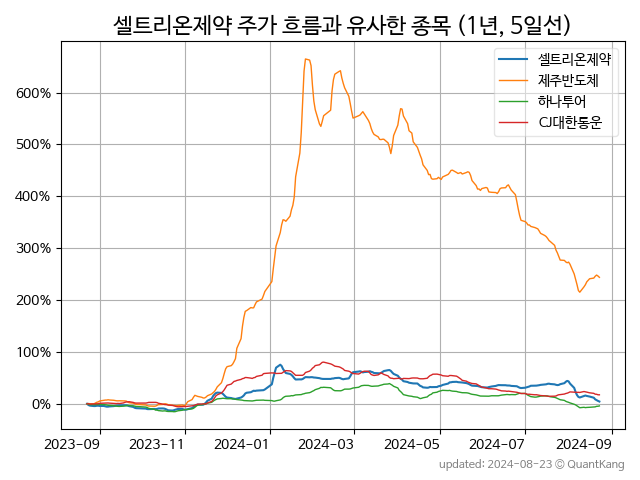 셀트리온제약 주가 흐름과 유사한 종목 (1년, 5일선)
셀트리온제약
제주반도체
하나투어
CJ대한통운
600%
500%
400%
300%
200%
100%
0%
2023-09 2023-11 2024-01 2024-03 2024-05 2024-07 2024-09
updated: 2024-08-23 © QuantKang